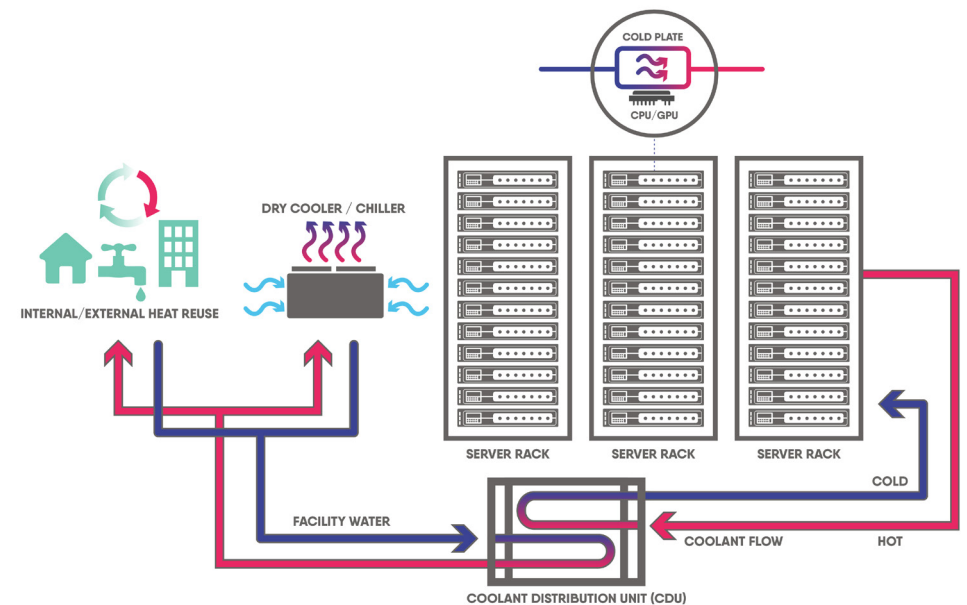 COLD PLATE
CPU/GPU
DRY COOLER / CHILLER
INTERNAL/EXTERNAL HEAT REUSE
SERVER RACK
SERVER RACK
SERVER RACK
COLD
FACILITY WATER
COOLANT FLOW
HOT
COOLANT DISTRIBUTION UNIT (CDU)